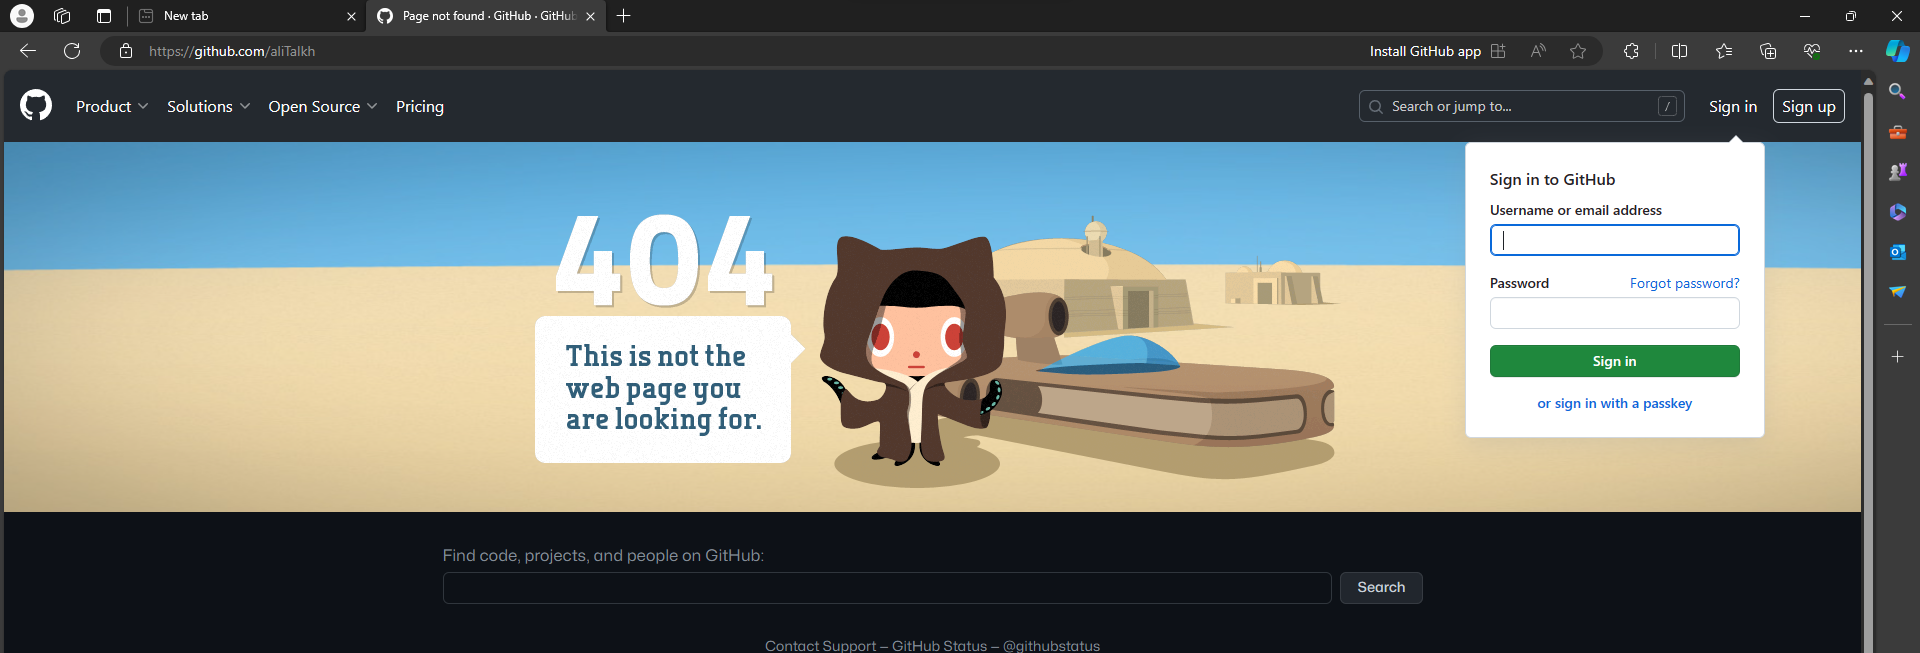 New tab
Page not found · GitHub · GitHub
https://github.com/aliTalkh
Install GitHub app
Product
Solutions
Open Source
Pricing
Search or jump to...
/
Sign in
Sign up
404
This is not the
web page you
are looking for.
Sign in to GitHub
Username or email address
Password
Forgot password?
Sign in
or sign in with a passkey
Find code, projects, and people on GitHub:
Search
Contact Support — GitHub Status — @githubstatus